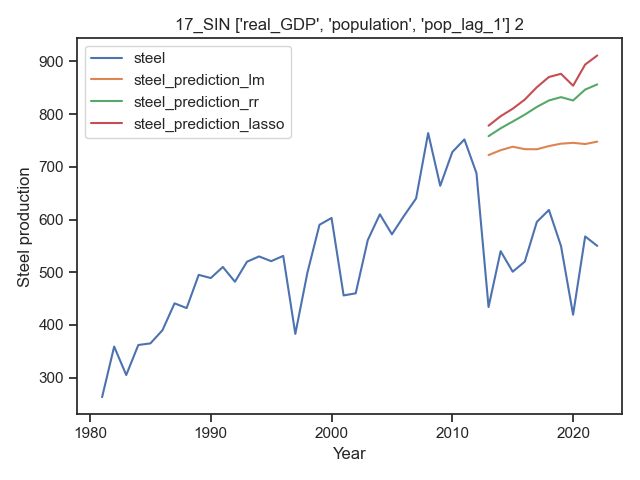 17_SIN ['real_GDP', 'population', 'pop_lag_1'] 2
steel
steel_prediction_lm
steel_prediction_rr
steel_prediction_lasso
Steel production
900
800
700
600
500
400
300
1980 1990 2000 2010 2020
Year